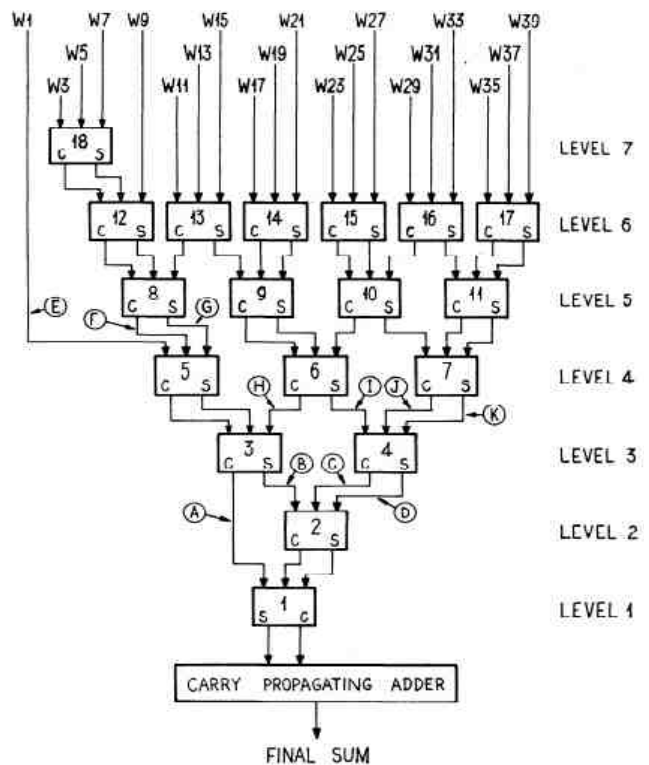 W1 W7 W9 W15 W21 W27 W33 W39
W5 W13 W19 W25 W31 W37
W3 W11 W17 W23 W29 W35
18
C S
LEVEL 7
12 13 14 15 16 17
C S C S C S C S C S C S
LEVEL 6
8 9 10 11
C S C S C S C S
LEVEL 5
E F G
5 6 7
C S C S C S
LEVEL 4
H I J K
3 4
C S C S
LEVEL 3
A B C D
2
C S
LEVEL 2
1
S C
LEVEL 1
CARRY PROPAGATING ADDER
FINAL SUM